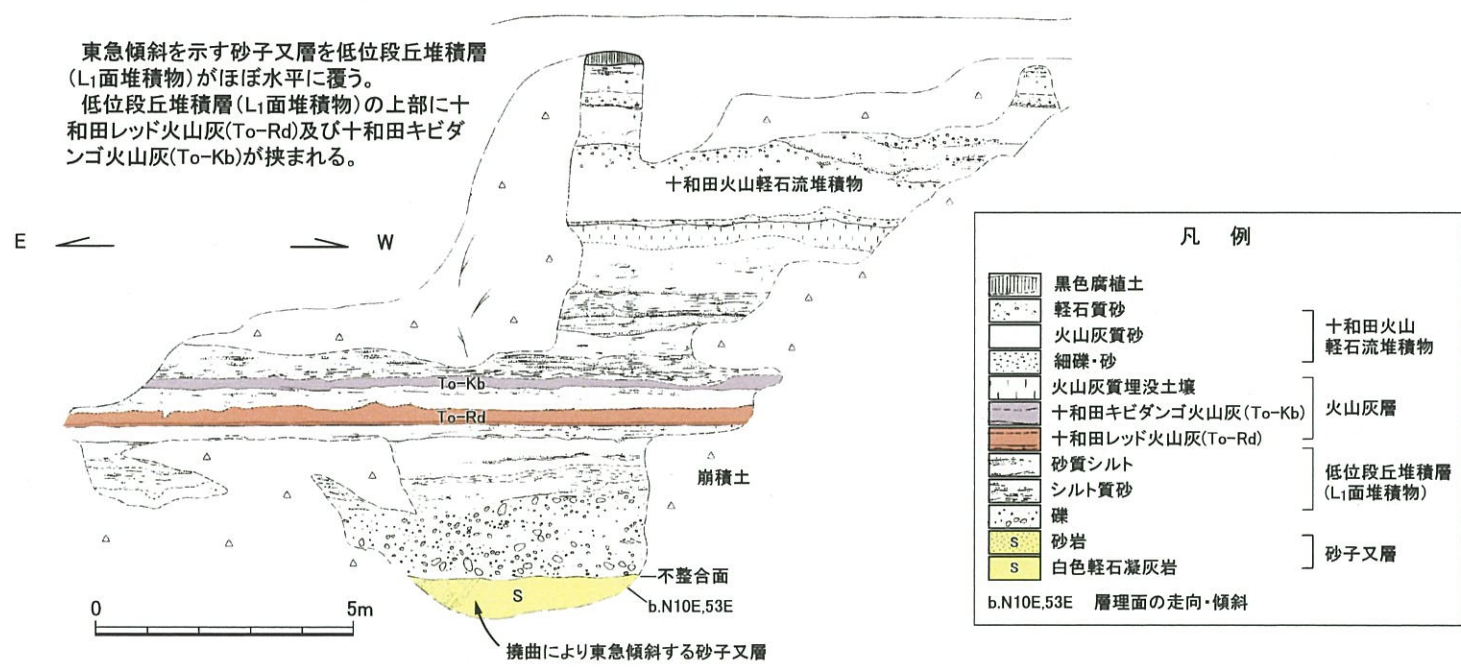 東急傾斜を示す砂子又層を低位段丘堆積層
(L₁面堆積物)がほぼ水平に覆う。
低位段丘堆積層(L₁面堆積物)の上部に十
和田レッド火山灰(To-Rd)及び十和田キビダ
ンゴ火山灰(To-Kb)が挟まれる。
E
W
十和田火山軽石流堆積物
To-Kb
To-Rd
崩積土
不整合面
S
b.N10E,53E
撓曲により東急傾斜する砂子又層
0
5m
凡 例
黒色腐植土
軽石質砂
火山灰質砂
細礫・砂
十和田火山
軽石流堆積物
火山灰質埋没土壌
十和田キビダンゴ火山灰(To-Kb)
十和田レッド火山灰(To-Rd)
火山灰層
砂質シルト
シルト質砂
礫
低位段丘堆積層
(L₁面堆積物)
S 砂岩
S 白色軽石凝灰岩
砂子又層
b.N10E,53E 層理面の走向・傾斜